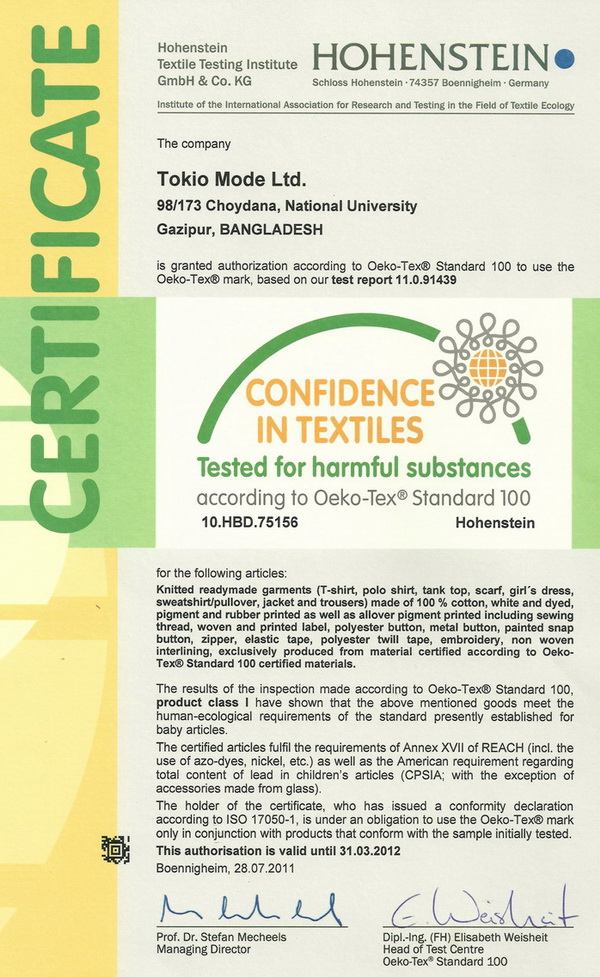 CERTIFICATE
Hohenstein
Textile Testing Institute
GmbH & Co. KG
HOHENSTEIN
Schloss Hohenstein · 74357 Boennigheim · Germany
Institute of the International Association for Research and Testing in the Field of Textile Ecology
The company
Tokio Mode Ltd.
98/173 Choydana, National University
Gazipur, BANGLADESH
is granted authorization according to Oeko-Tex® Standard 100 to use the
Oeko-Tex® mark, based on our test report 11.0.91439
CONFIDENCE
IN TEXTILES
Tested for harmful substances
according to Oeko-Tex® Standard 100
10.HBD.75156 Hohenstein
for the following articles:
Knitted readymade garments (T-shirt, polo shirt, tank top, scarf, girl´s dress,
sweatshirt/pullover, jacket and trousers) made of 100 % cotton, white and dyed,
pigment and rubber printed as well as allover pigment printed including sewing
thread, woven and printed label, polyester button, metal button, painted snap
button, zipper, elastic tape, polyester twill tape, embroidery, non woven
interlining, exclusively produced from material certified according to Oeko-
Tex® Standard 100 certified materials.
The results of the inspection made according to Oeko-Tex® Standard 100,
product class I have shown that the above mentioned goods meet the
human-ecological requirements of the standard presently established for
baby articles.
The certified articles fulfil the requirements of Annex XVII of REACH (incl. the
use of azo-dyes, nickel, etc.) as well as the American requirement regarding
total content of lead in children's articles (CPSIA; with the exception of
accessories made from glass).
The holder of the certificate, who has issued a conformity declaration
according to ISO 17050-1, is under an obligation to use the Oeko-Tex® mark
only in conjunction with products that conform with the sample initially tested.
This authorisation is valid until 31.03.2012
Boennigheim, 28.07.2011
E. Weisheit
Prof. Dr. Stefan Mecheels
Managing Director
Dipl.-Ing. (FH) Elisabeth Weisheit
Head of Test Centre
Oeko-Tex® Standard 100